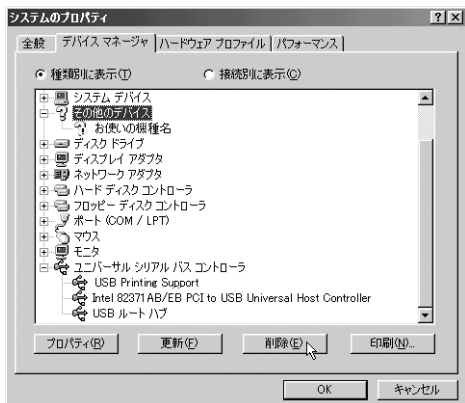 システムのプロパティ
全般 デバイス マネージャ ハードウェア プロファイル パフォーマンス
種類別に表示(T) 接続別に表示(C)
システム デバイス
その他のデバイス
お使いの機種名
ディスク ドライブ
ディスプレイ アダプタ
ネットワーク アダプタ
ハード ディスク コントローラ
フロッピー ディスク コントローラ
ポート (COM / LPT)
マウス
モニタ
ユニバーサル シリアル バス コントローラ
USB Printing Support
Intel 82371AB/EB PCI to USB Universal Host Controller
USB ルート ハブ
プロパティ(R) 更新(F) 削除(E) 印刷(N)...
OK キャンセル